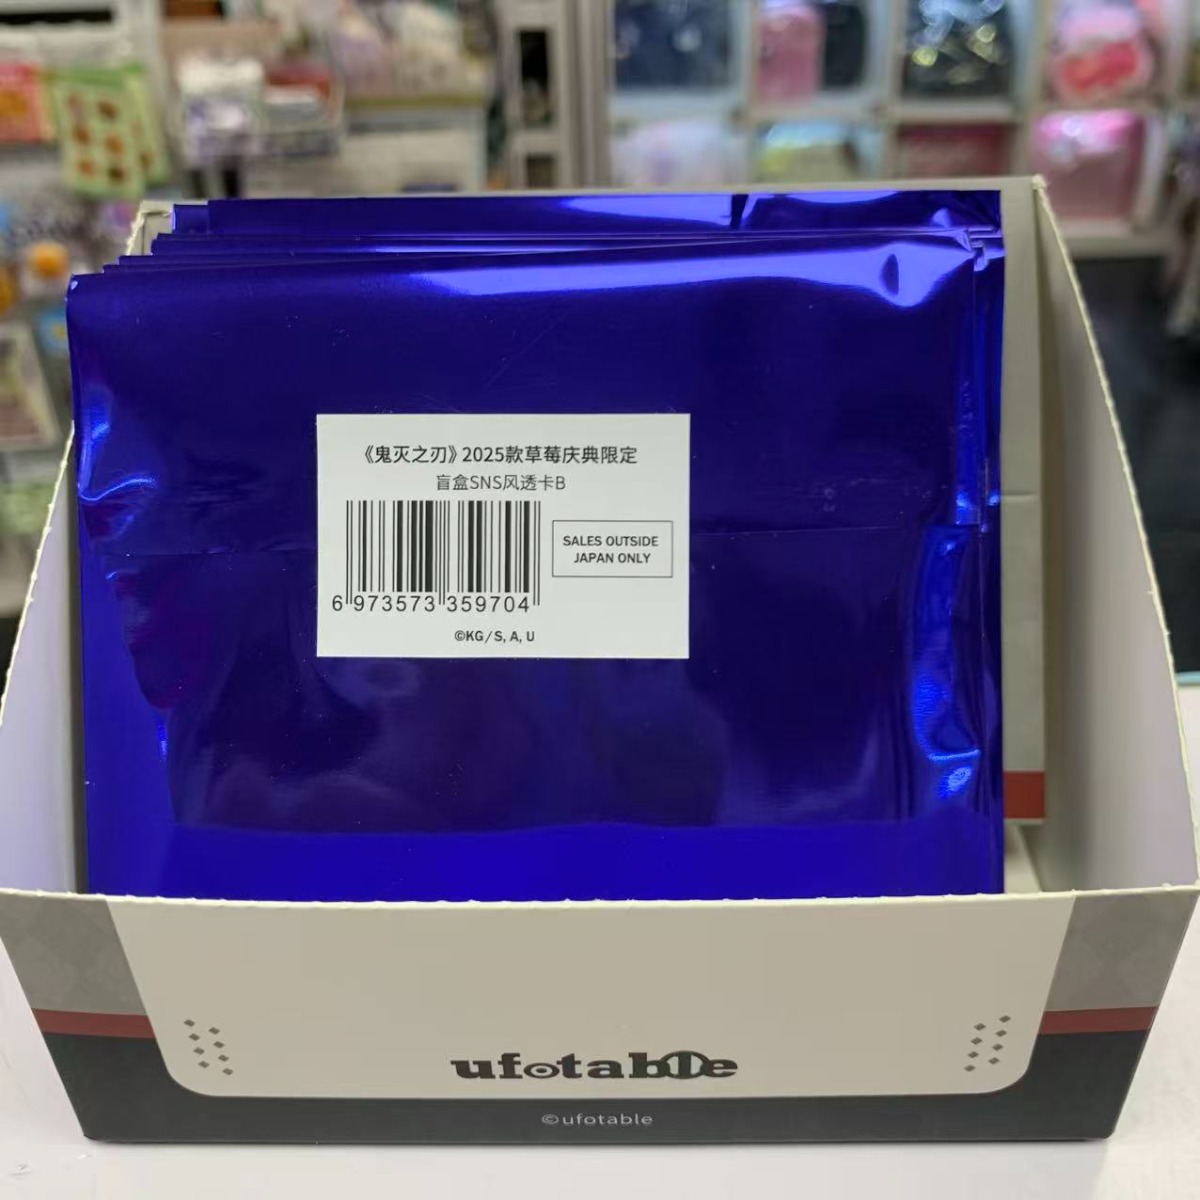 《鬼灭之刃》2025款草莓庆典限定
盲盒SNS风透卡B
SALES OUTSIDE
JAPAN ONLY
6 973573 359704
©KG/S, A, U
ufotable
©ufotable